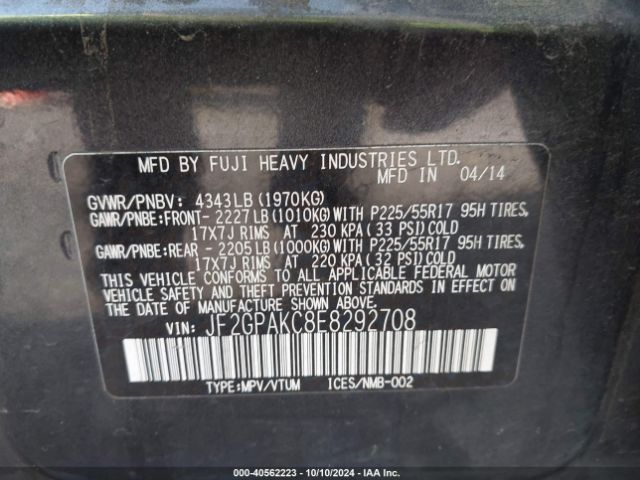 MFD BY FUJI HEAVY INDUSTRIES LTD.
MFD IN 04/14
GVWR/PNBV: 4343LB(1970KG)
GAWR/PNBE:FRONT-2227LB(1010KG)WITH P225/55R17 95H TIRES,
17X7J RIMS AT 230 KPA(33 PSI)COLD
GAWR/PNBE:REAR -2205LB(1000KG)WITH P225/55R17 95H TIRES,
17X7J RIMS AT 220 KPA(32 PSI)COLD
THIS VEHICLE CONFORMS TO ALL APPLICABLE FEDERAL MOTOR
VEHICLE SAFETY AND THEFT PREVENTION STANDARDS IN EFFECT ON
THE DATE OF MANUFACTURE SHOWN ABOVE.
VIN: JF2GPAKC8E8292708
TYPE:MPV/VTUM ICES/NMB-002
000-40562223 - 10/10/2024 - IAA Inc.